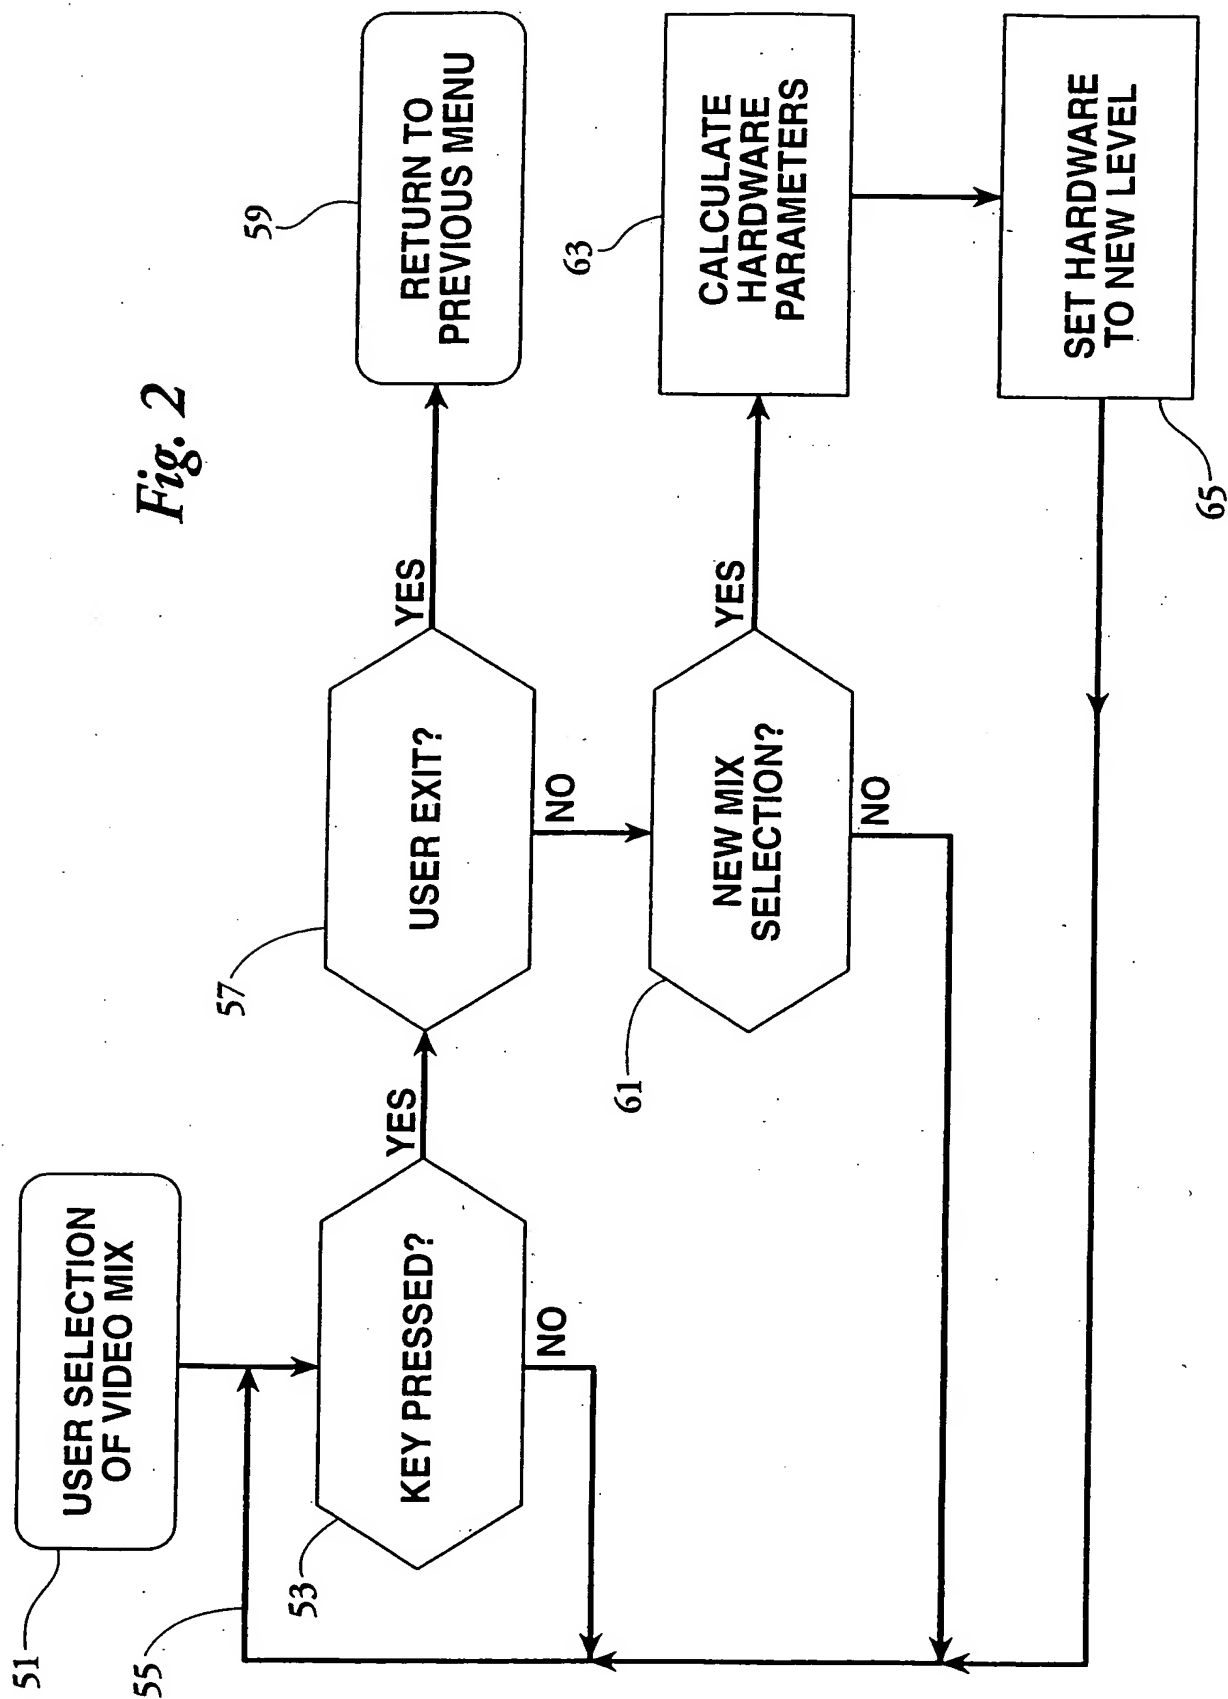 Fig. 2
51
USER SELECTION
OF VIDEO MIX
55
53
KEY PRESSED?
YES
NO
57
USER EXIT?
YES
NO
59
RETURN TO
PREVIOUS MENU
61
NEW MIX
SELECTION?
YES
NO
63
CALCULATE
HARDWARE
PARAMETERS
65
SET HARDWARE
TO NEW LEVEL